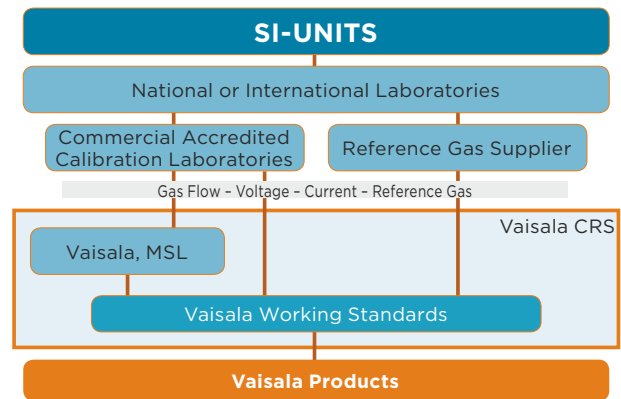 SI-UNITS
National or International Laboratories
Commercial Accredited
Calibration Laboratories
Reference Gas Supplier
Gas Flow – Voltage – Current – Reference Gas
Vaisala CRS
Vaisala, MSL
Vaisala Working Standards
Vaisala Products